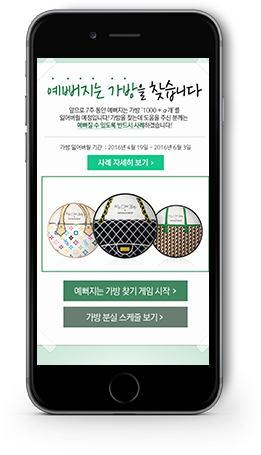 예뻐지는 가방을 찾습니다
앞으로 7주 동안 예뻐지는 가방 '1000 + α개'를
잃어버릴 예정입니다! 가방을 찾는데 도움을 주신 분께는
예뻐질 수 있도록 반드시 사례하겠습니다!
가방 잃어버릴 기간 : 2016년 4월 19일 ~ 2016년 6월 3일
사례 자세히 보기 >
예뻐지는 가방 찾기 게임 시작 >
가방 분실 스케줄 보기 >